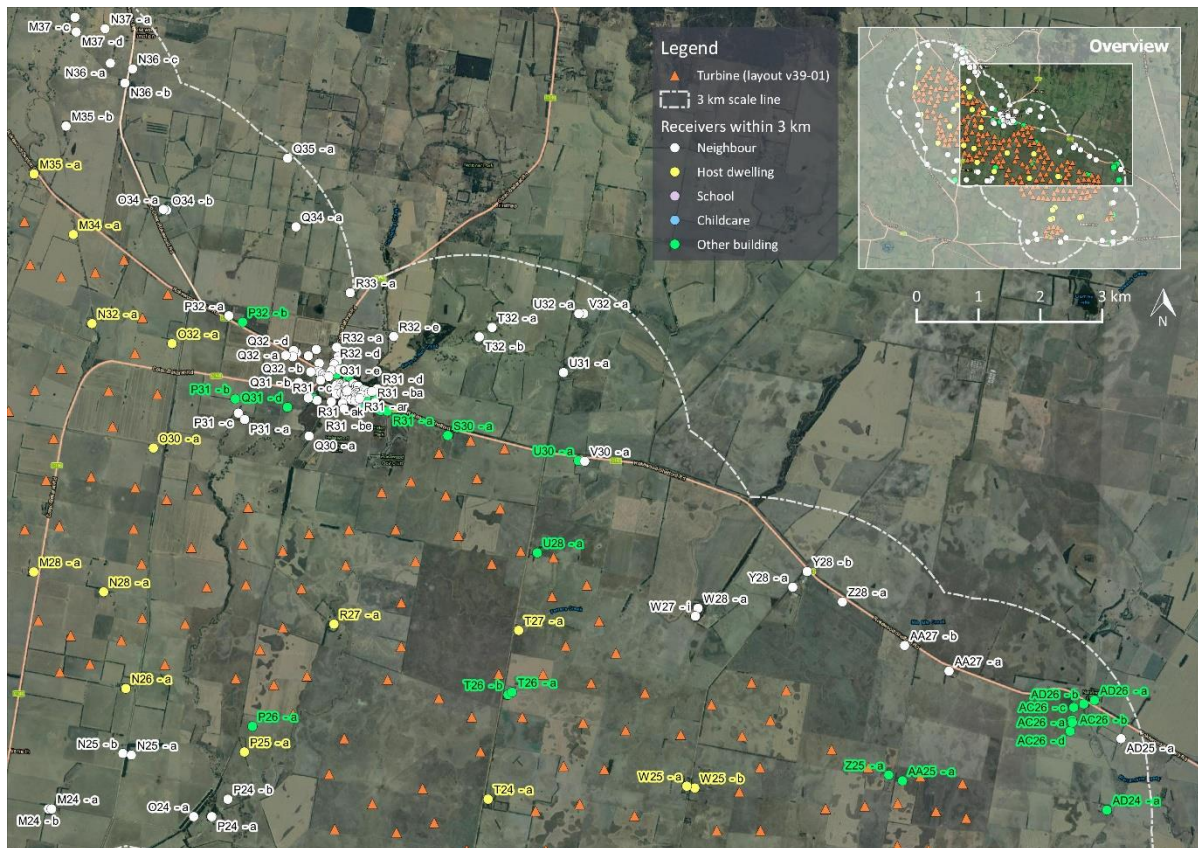 Legend
Turbine (layout v39-01)
3 km scale line
Receivers within 3 km
Neighbour
Host dwelling
School
Childcare
Other building
Overview
0 1 2 3 km
N
M37 - c
N37 - a
M37 - d
N36 - a
N36 - c
N36 - b
M35 - b
M35 - a
Q35 - a
O34 - a
O34 - b
Q34 - a
M34 - a
R33 - a
P32 - a
P32 - b
N32 - a
O32 - a
Q32 - d
Q32 - a
Q32 - b
R32 - a
R32 - e
R32 - d
T32 - a
T32 - b
U32 - a
V32 - a
U31 - a
Q31 - e
Q31 - b
R31 - c
R31 - d
R31 - ba
P31 - b
Q31 - d
R31 - ar
R31 - ak
R31 - a
P31 - c
P31 - a
R31 - be
Q30 - a
S30 - a
O30 - a
U30 - a
V30 - a
U28 - a
M28 - a
N28 - a
Y28 - b
Y28 - a
Z28 - a
W27 - i
W28 - a
R27 - a
T27 - a
AA27 - b
AA27 - a
N26 - a
T26 - b
T26 - a
P26 - a
AD26 - b
AD26 - a
AC26 - c
AC26 - a
AC26 - b
AC26 - d
AD25 - a
N25 - b
N25 - a
P25 - a
W25 - a
W25 - b
Z25 - a
AA25 - a
M24 - a
M24 - b
O24 - a
P24 - b
P24 - a
T24 - a
AD24 - a